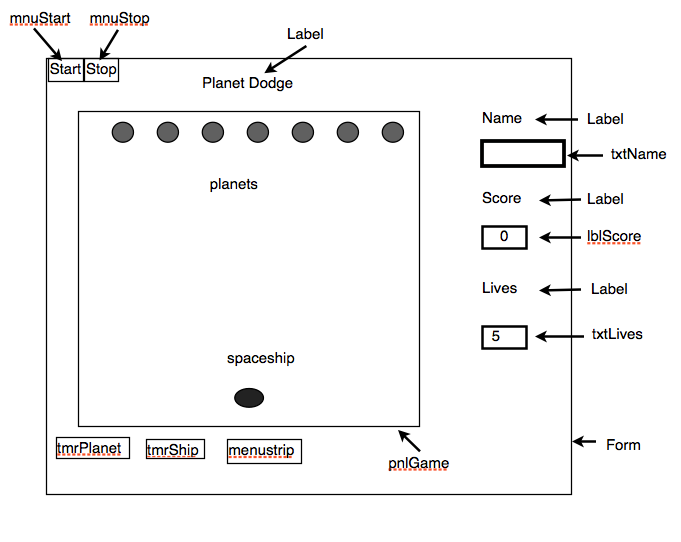 mnuStart mnuStop
Label
Start Stop
Planet Dodge
Name Label
txtName
planets
Score Label
0 lblScore
Lives Label
5 txtLives
spaceship
tmrPlanet tmrShip menustrip
pnlGame
Form